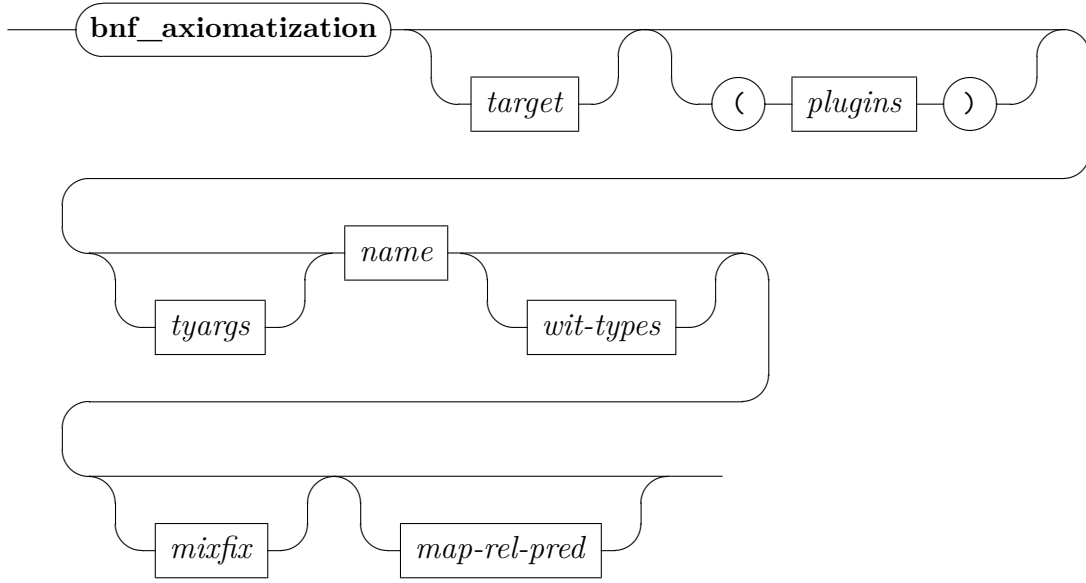 bnf_axiomatization
target ( plugins )
name
tyargs wit-types
mixfix map-rel-pred